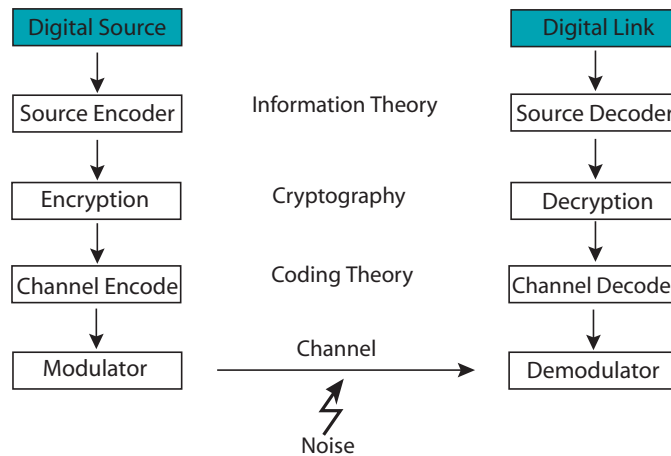 Digital Source
Digital Link
Source Encoder
Information Theory
Source Decoder
Encryption
Cryptography
Decryption
Channel Encode
Coding Theory
Channel Decode
Modulator
Channel
Demodulator
Noise